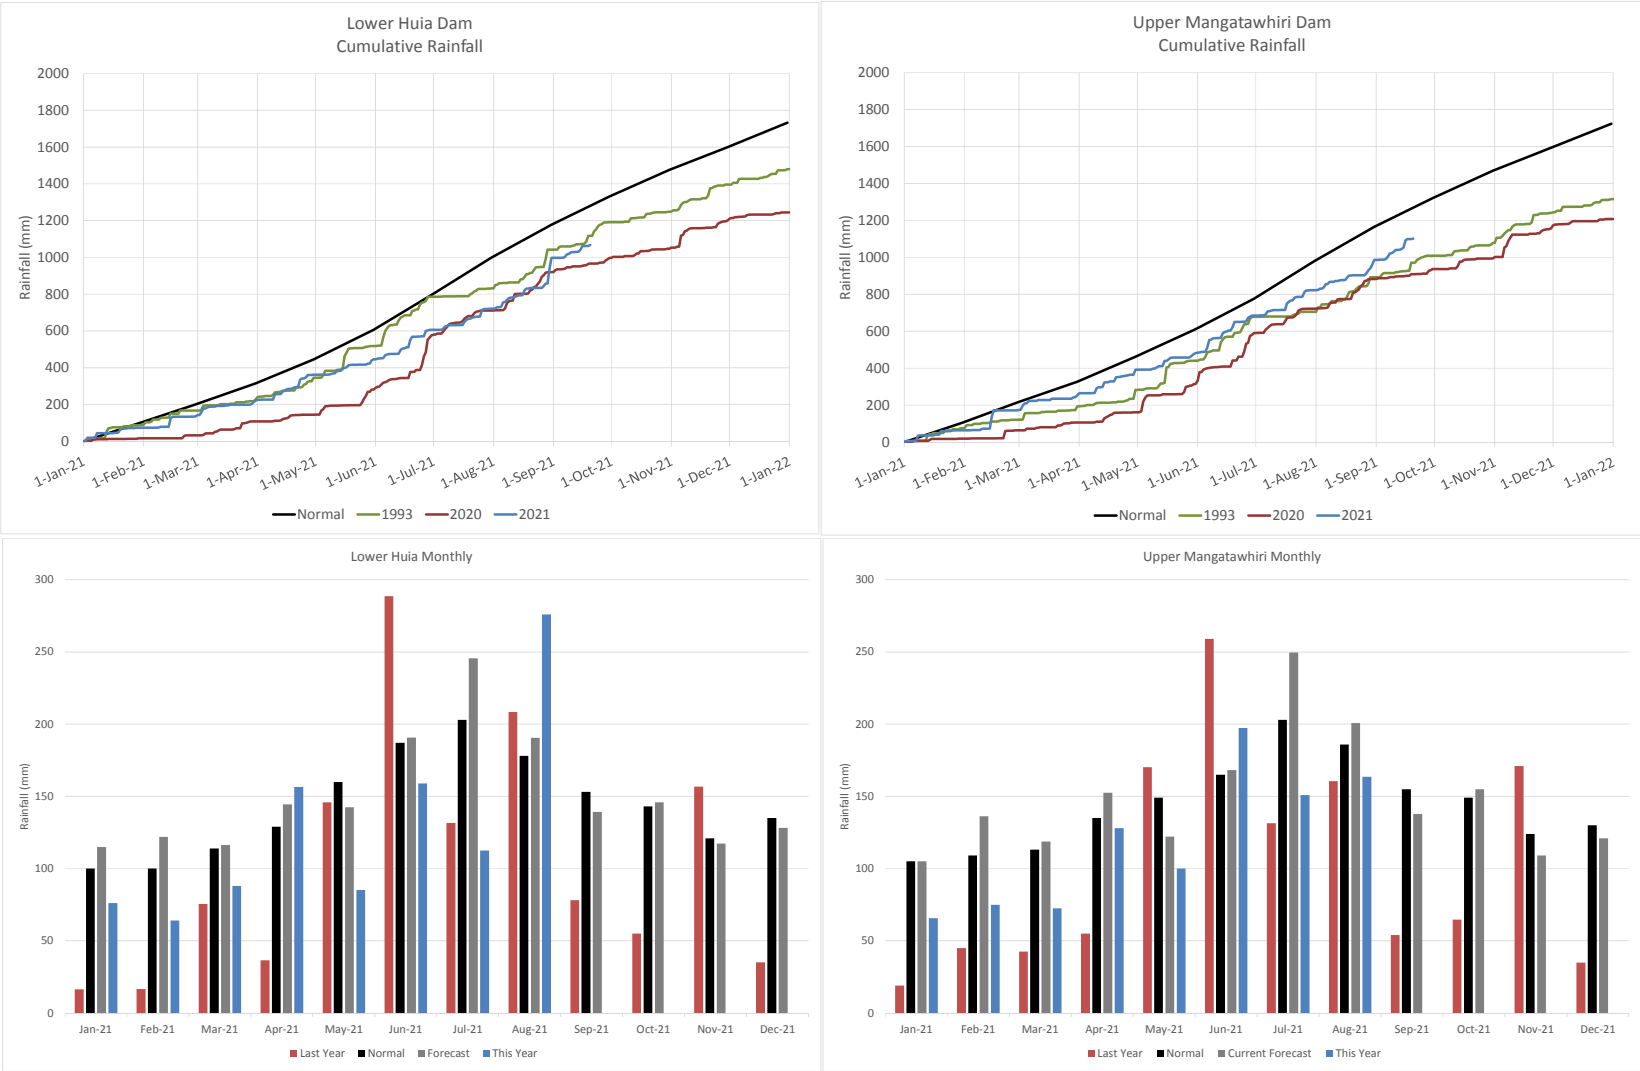 Lower Huia Dam
Cumulative Rainfall
2000
1800
1600
1400
1200
1000
800
600
400
200
0
Rainfall (mm)
1-Jan-21 1-Feb-21 1-Mar-21 1-Apr-21 1-May-21 1-Jun-21 1-Jul-21 1-Aug-21 1-Sep-21 1-Oct-21 1-Nov-21 1-Dec-21 1-Jan-22
Normal 1993 2020 2021
Upper Mangatawhiri Dam
Cumulative Rainfall
2000
1800
1600
1400
1200
1000
800
600
400
200
0
Rainfall (mm)
1-Jan-21 1-Feb-21 1-Mar-21 1-Apr-21 1-May-21 1-Jun-21 1-Jul-21 1-Aug-21 1-Sep-21 1-Oct-21 1-Nov-21 1-Dec-21 1-Jan-22
Normal 1993 2020 2021
Lower Huia Monthly
300
250
200
150
100
50
0
Rainfall (mm)
Jan-21 Feb-21 Mar-21 Apr-21 May-21 Jun-21 Jul-21 Aug-21 Sep-21 Oct-21 Nov-21 Dec-21
Last Year Normal Forecast This Year
Upper Mangatawhiri Monthly
300
250
200
150
100
50
0
Rainfall (mm)
Jan-21 Feb-21 Mar-21 Apr-21 May-21 Jun-21 Jul-21 Aug-21 Sep-21 Oct-21 Nov-21 Dec-21
Last Year Normal Current Forecast This Year